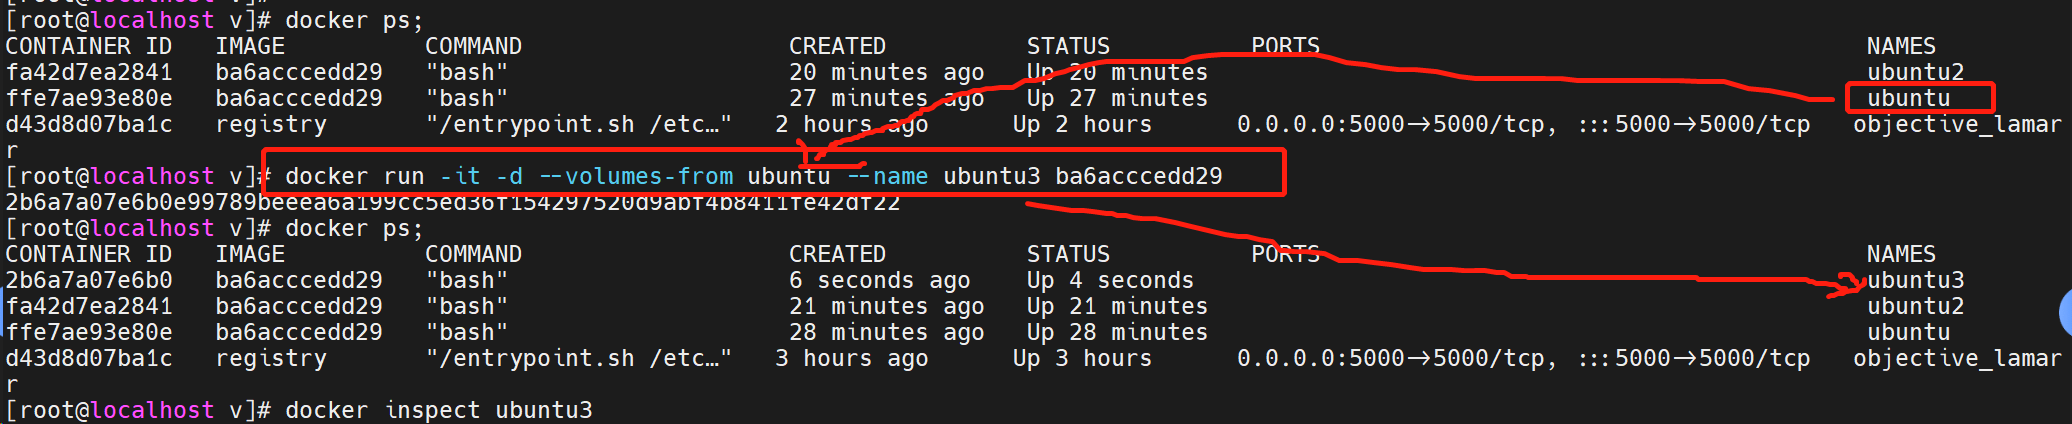 [root@localhost v]#
[root@localhost v]# docker ps;
CONTAINER ID   IMAGE          COMMAND                   CREATED          STATUS          PORTS                                       NAMES
fa42d7ea2841   ba6acccedd29   "bash"                    20 minutes ago   Up 20 minutes                                               ubuntu2
ffe7ae93e80e   ba6acccedd29   "bash"                    27 minutes ago   Up 27 minutes                                               ubuntu
d43d8d07ba1c   registry       "/entrypoint.sh /etc…"   2 hours ago      Up 2 hours      0.0.0.0:5000->5000/tcp, :::5000->5000/tcp   objective_lamar
r
[root@localhost v]# docker run -it -d --volumes-from ubuntu --name ubuntu3 ba6acccedd29
2b6a7a07e6b0e99789beeea6a199cc5ed36f154297520d9abf4b8411fe42df22
[root@localhost v]# docker ps;
CONTAINER ID   IMAGE          COMMAND                   CREATED          STATUS          PORTS                                       NAMES
2b6a7a07e6b0   ba6acccedd29   "bash"                    6 seconds ago    Up 4 seconds                                                ubuntu3
fa42d7ea2841   ba6acccedd29   "bash"                    21 minutes ago   Up 21 minutes                                               ubuntu2
ffe7ae93e80e   ba6acccedd29   "bash"                    28 minutes ago   Up 28 minutes                                               ubuntu
d43d8d07ba1c   registry       "/entrypoint.sh /etc…"   3 hours ago      Up 3 hours      0.0.0.0:5000->5000/tcp, :::5000->5000/tcp   objective_lamar
r
[root@localhost v]# docker inspect ubuntu3